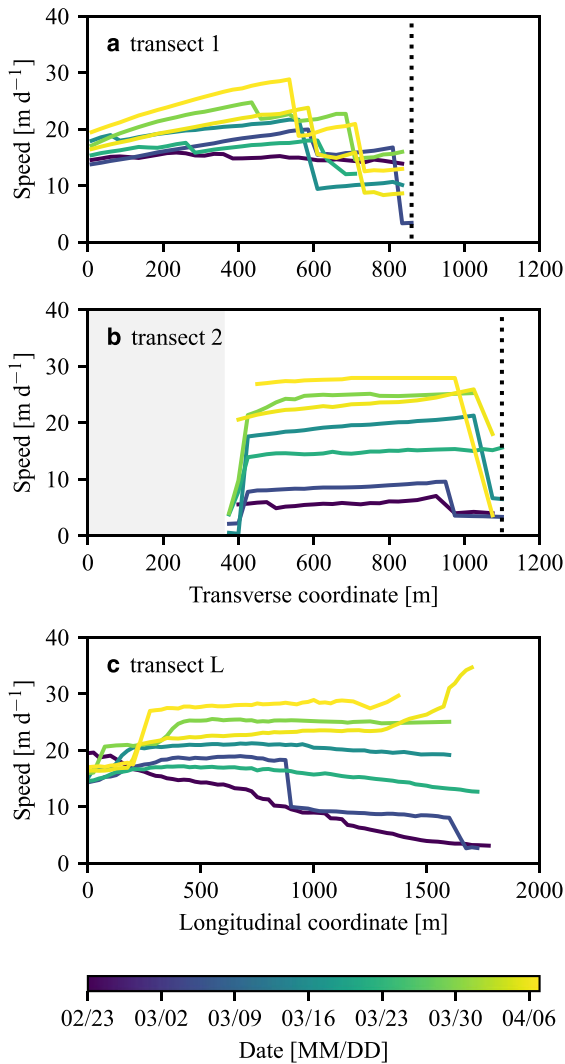 a transect 1
40
30
20
10
0
Speed [m d⁻¹]
0 200 400 600 800 1000 1200
b transect 2
40
30
20
10
0
Speed [m d⁻¹]
0 200 400 600 800 1000 1200
Transverse coordinate [m]
c transect L
40
30
20
10
0
Speed [m d⁻¹]
0 500 1000 1500 2000
Longitudinal coordinate [m]
02/23 03/02 03/09 03/16 03/23 03/30 04/06
Date [MM/DD]